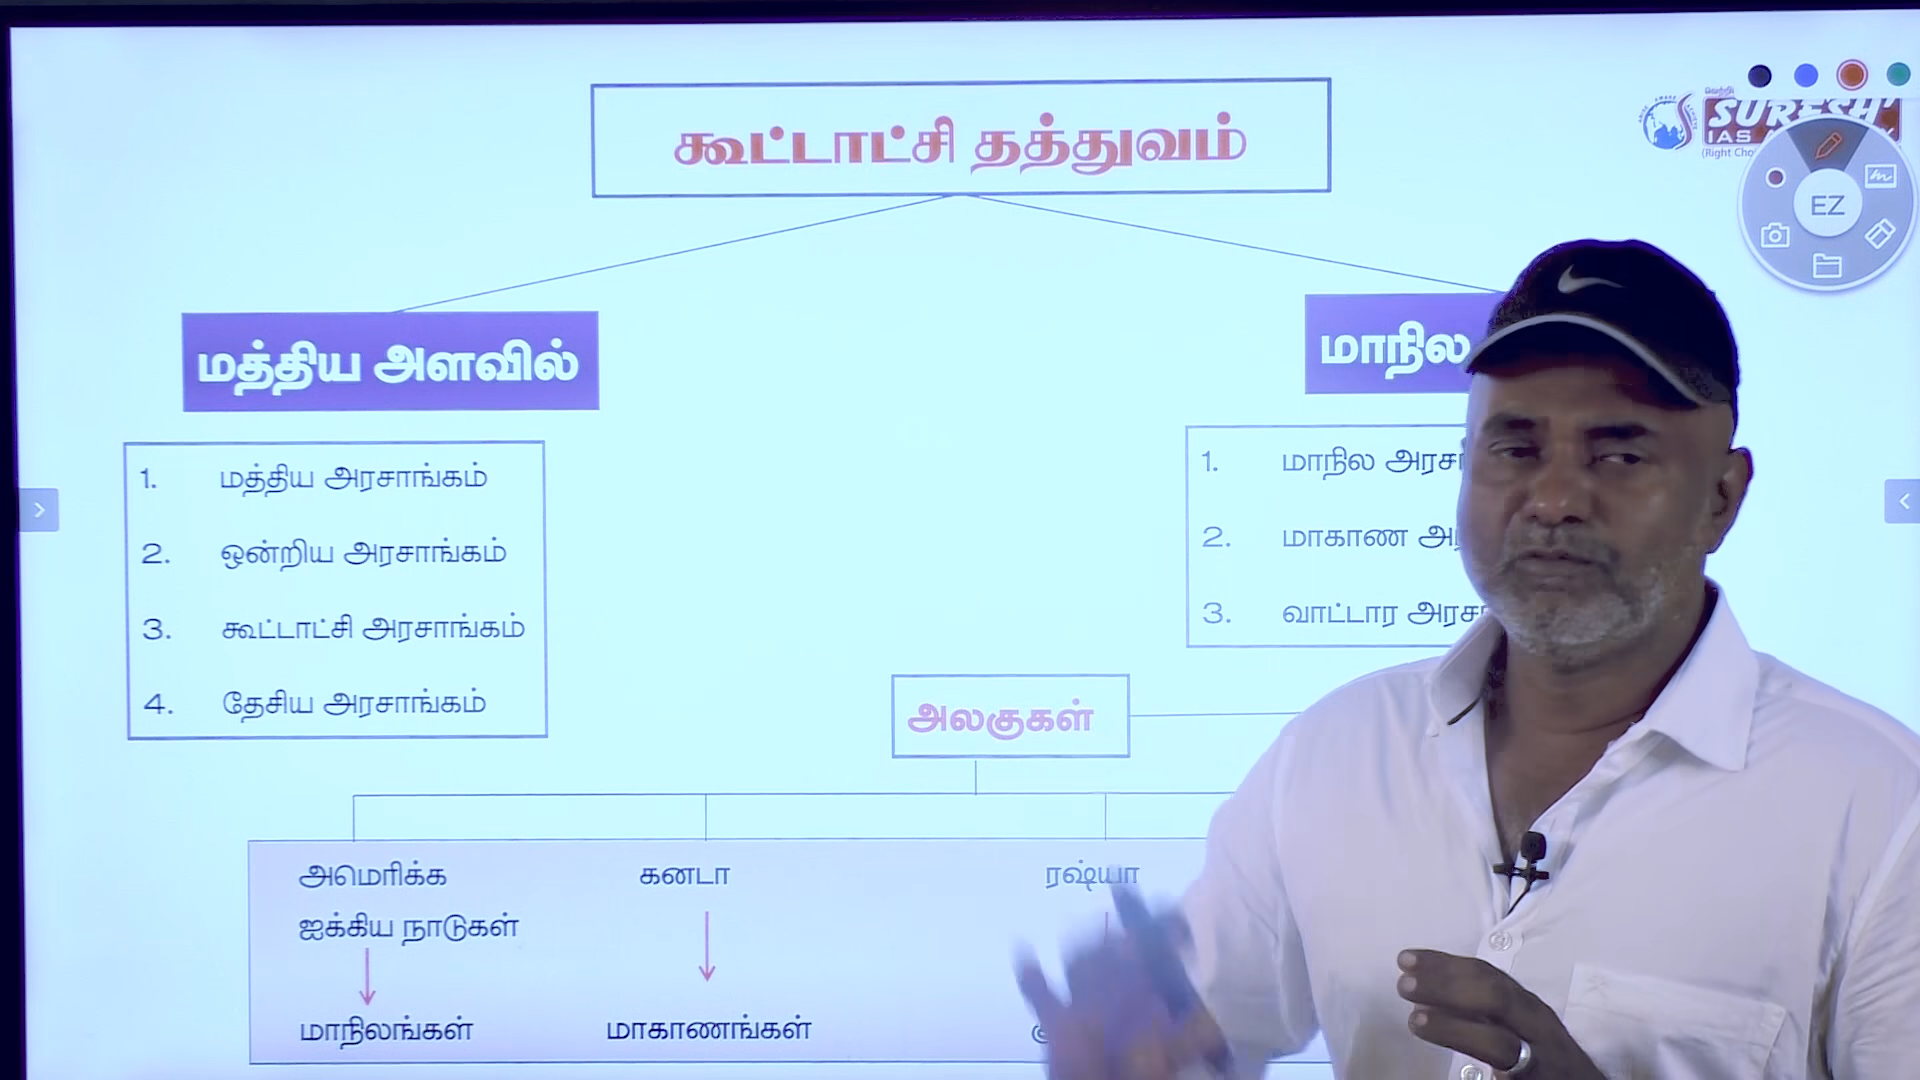 கூட்டாட்சி தத்துவம்
வெற்றி
SURESH'
IAS
(Right
EZ
மத்திய அளவில்
மாநில
1. மத்திய அரசாங்கம்
2. ஒன்றிய அரசாங்கம்
3. கூட்டாட்சி அரசாங்கம்
4. தேசிய அரசாங்கம்
1. மாநில
2. மாகாண
3. வாட்டார
அலகுகள்
அமெரிக்க
ஐக்கிய நாடுகள்
மாநிலங்கள்
கனடா
மாகாணங்கள்
ரஷ்யா